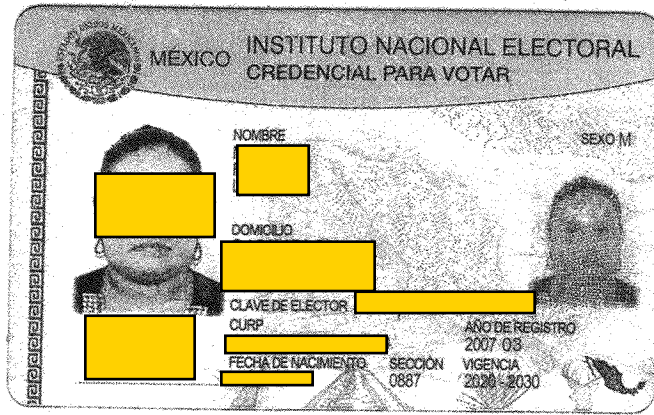 MÉXICO
INSTITUTO NACIONAL ELECTORAL
CREDENCIAL PARA VOTAR
NOMBRE
SEXO M
DOMICILIO
CLAVE DE ELECTOR
CURP
AÑO DE REGISTRO
2007 03
FECHA DE NACIMIENTO
SECCIÓN
0887
VIGENCIA
2020 - 2030